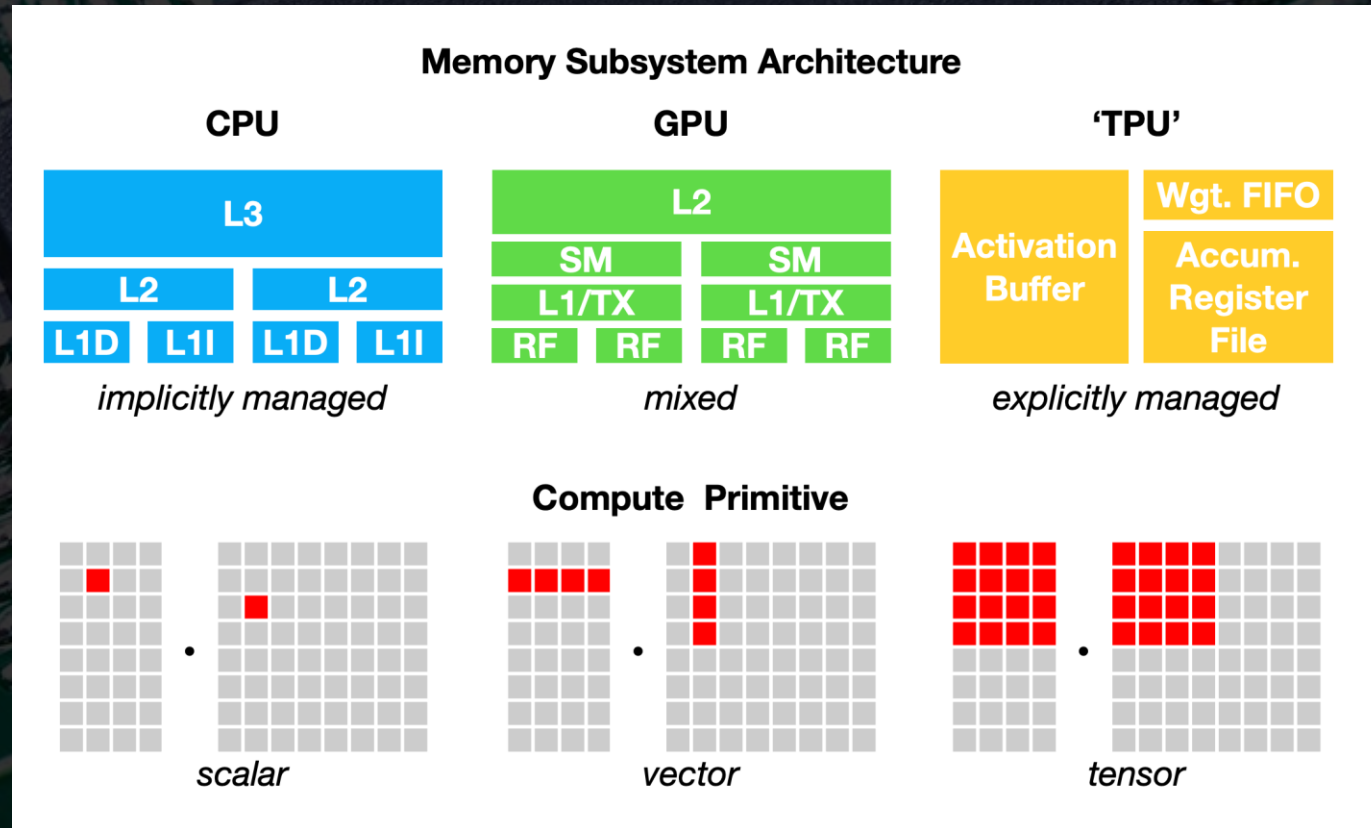 Memory Subsystem Architecture
CPU
GPU
‘TPU’
L3
L2 L2
L1D L1I L1D L1I
implicitly managed
L2
SM SM
L1/TX L1/TX
RF RF RF RF
mixed
Activation
Buffer
Wgt. FIFO
Accum.
Register
File
explicitly managed
Compute Primitive
scalar
vector
tensor